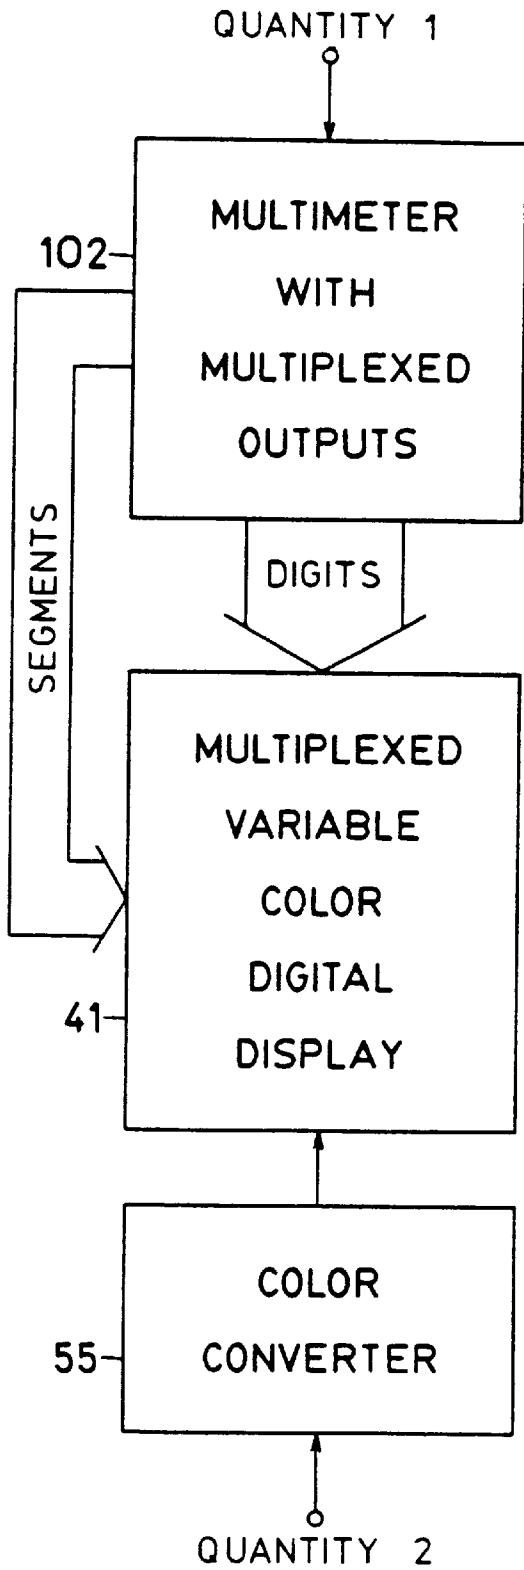 QUANTITY 1
MULTIMETER
102
WITH
MULTIPLEXED
OUTPUTS
SEGMENTS
DIGITS
MULTIPLEXED
VARIABLE
COLOR
DIGITAL
41
DISPLAY
COLOR
55
CONVERTER
QUANTITY 2